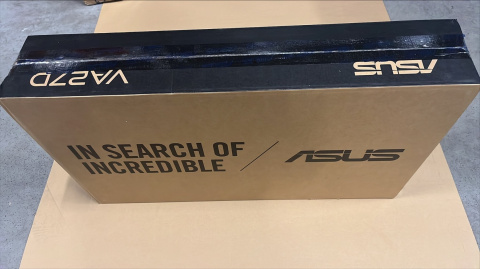 VA27D
ASUS
IN SEARCH OF
INCREDIBLE
ASUS